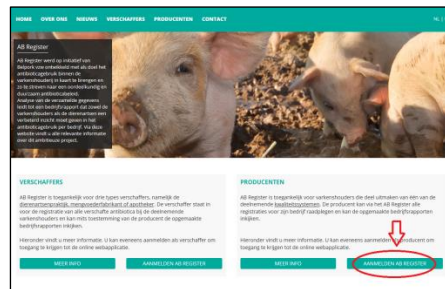 HOME OVER ONS NIEUWS VERSCHAFFERS PRODUCENTEN CONTACT NL |
AB Register
AB Register werd op initiatief van
Belpork vzw ontwikkeld met als doel het
antibioticagebruik binnen de
varkenshouderij in kaart te brengen en
zo te streven naar een oordeelkundig en
duurzaam antibioticabeleid.
Analyse van de verzamelde gegevens
leidt tot een bedrijfsrapport dat zowel de
varkenshouders als de dierenartsen een
verbeterd inzicht moet geven in het
antibioticagebruik per bedrijf. Via deze
website vindt u alle relevante informatie
over dit ambitieuze project.
VERSCHAFFERS
AB Register is toegankelijk voor drie types verschaffers, namelijk de
dierenartsenpraktijk, mengvoederfabrikant of apotheker. De verschaffer staat in
voor de registratie van alle verschafte antibiotica bij de deelnemende
varkenshouders en kan mits toestemming van de producent de opgemaakte
bedrijfsrapporten inkijken.
Hieronder vindt u meer informatie. U kan eveneens aanmelden als verschaffer om
toegang te krijgen tot de online webapplicatie.
MEER INFO AANMELDEN AB REGISTER
PRODUCENTEN
AB Register is toegankelijk voor varkenshouders die deel uitmaken van één van de
deelnemende kwaliteitssystemen. De producent kan via het AB Register alle
registraties voor zijn bedrijf raadplegen en kan de opgemaakte bedrijfsrapporten
inkijken.
Hieronder vindt u meer informatie. U kan eveneens aanmelden als producent om
toegang te krijgen tot de online webapplicatie.
MEER INFO AANMELDEN AB REGISTER